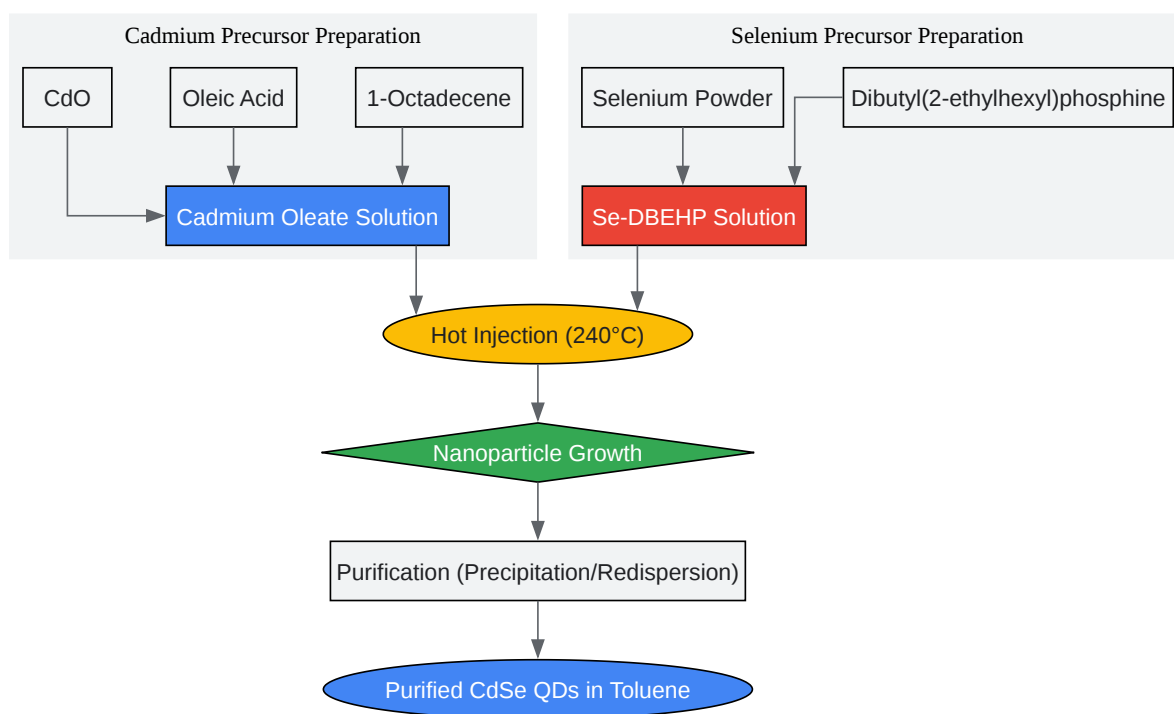 Cadmium Precursor Preparation
Selenium Precursor Preparation
CdO
Oleic Acid
1-Octadecene
Selenium Powder
Dibutyl(2-ethylhexyl)phosphine
Cadmium Oleate Solution
Se-DBEHP Solution
Hot Injection (240°C)
Nanoparticle Growth
Purification (Precipitation/Redispersion)
Purified CdSe QDs in Toluene